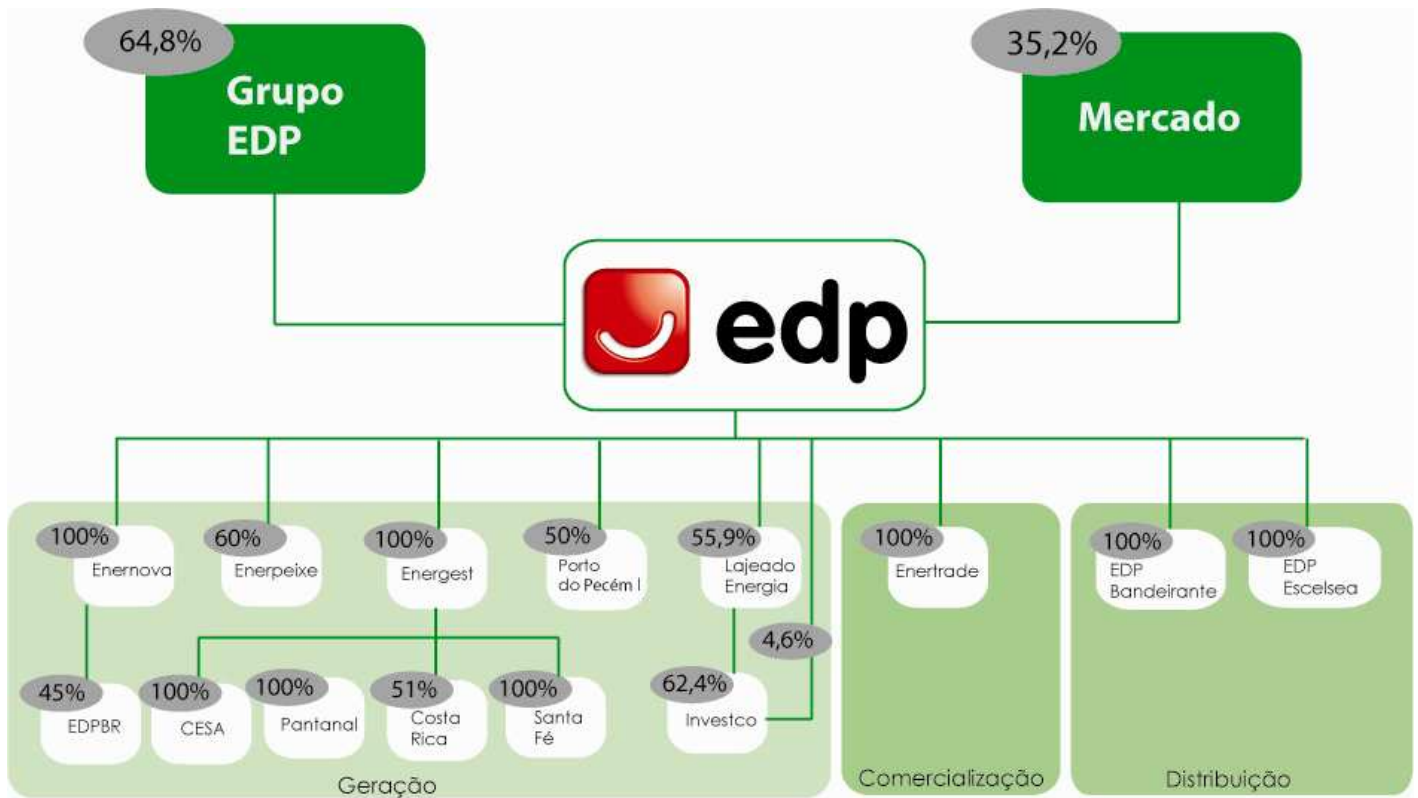 64,8%
Grupo
EDP
35,2%
Mercado
edp
100%
Enernova
60%
Enerpeixe
100%
Energest
50%
Porto
do Pecém I
55,9%
Lajeado
Energia
100%
Enertrade
100%
EDP
Bandeirante
100%
EDP
Escelsea
4,6%
45%
EDPBR
100%
CESA
100%
Pantanal
51%
Costa
Rica
100%
Santa
Fé
62,4%
Investco
Geração
Comercialização
Distribuição